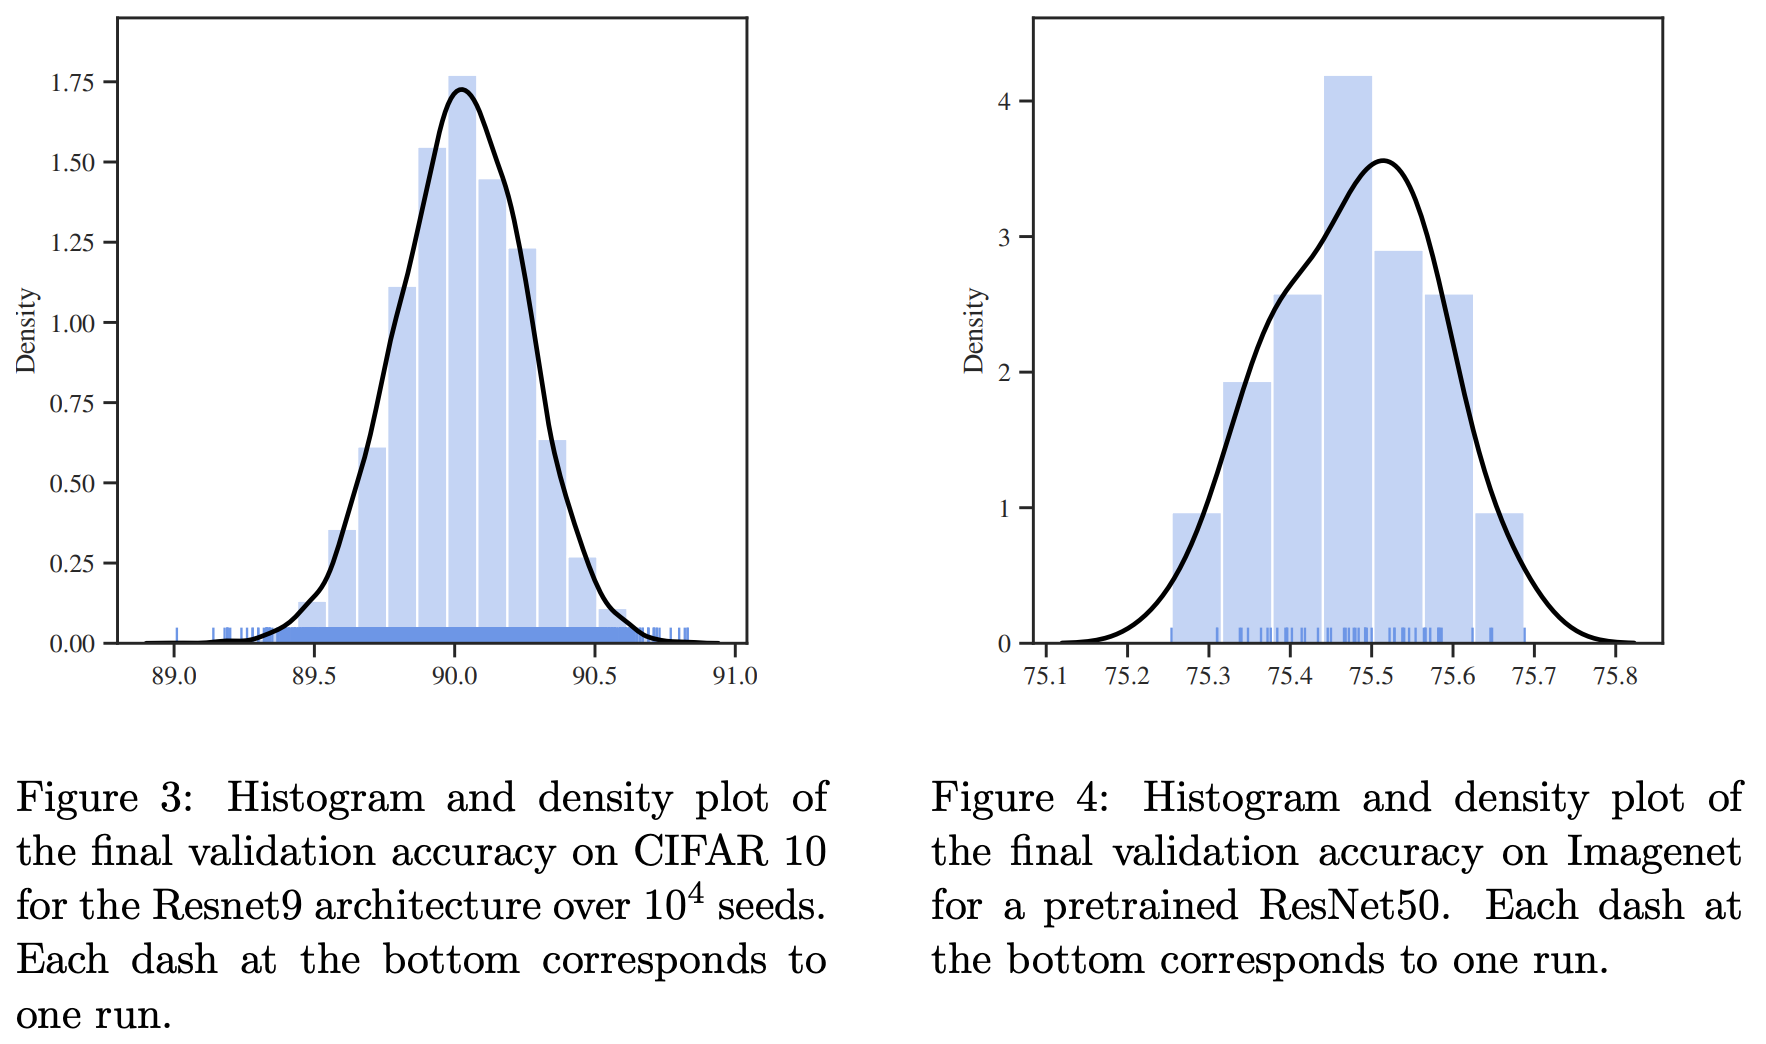 1.75
1.50
1.25
1.00
0.75
0.50
0.25
0.00
Density
89.0 89.5 90.0 90.5 91.0
Figure 3: Histogram and density plot of
the final validation accuracy on CIFAR 10
for the Resnet9 architecture over 10⁴ seeds.
Each dash at the bottom corresponds to
one run.
4
3
2
1
0
Density
75.1 75.2 75.3 75.4 75.5 75.6 75.7 75.8
Figure 4: Histogram and density plot of
the final validation accuracy on Imagenet
for a pretrained ResNet50. Each dash at
the bottom corresponds to one run.